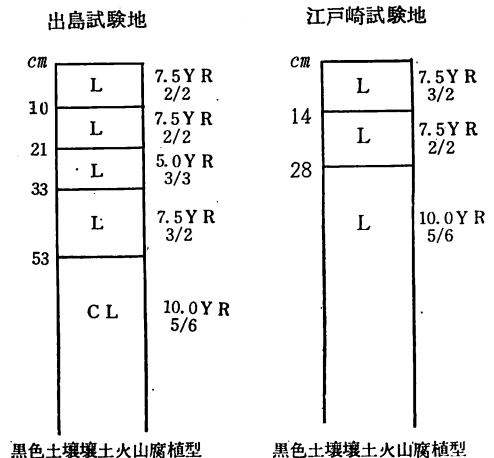 出島試験地
cm
L
7.5YR
2/2
10
L
7.5YR
2/2
21
L
5.0YR
3/3
33
L
7.5YR
3/2
53
CL
10.0YR
5/6
黒色土壌壌土火山腐植型
江戸崎試験地
cm
L
7.5YR
3/2
14
L
7.5YR
2/2
28
L
10.0YR
5/6
黒色土壌壌土火山腐植型